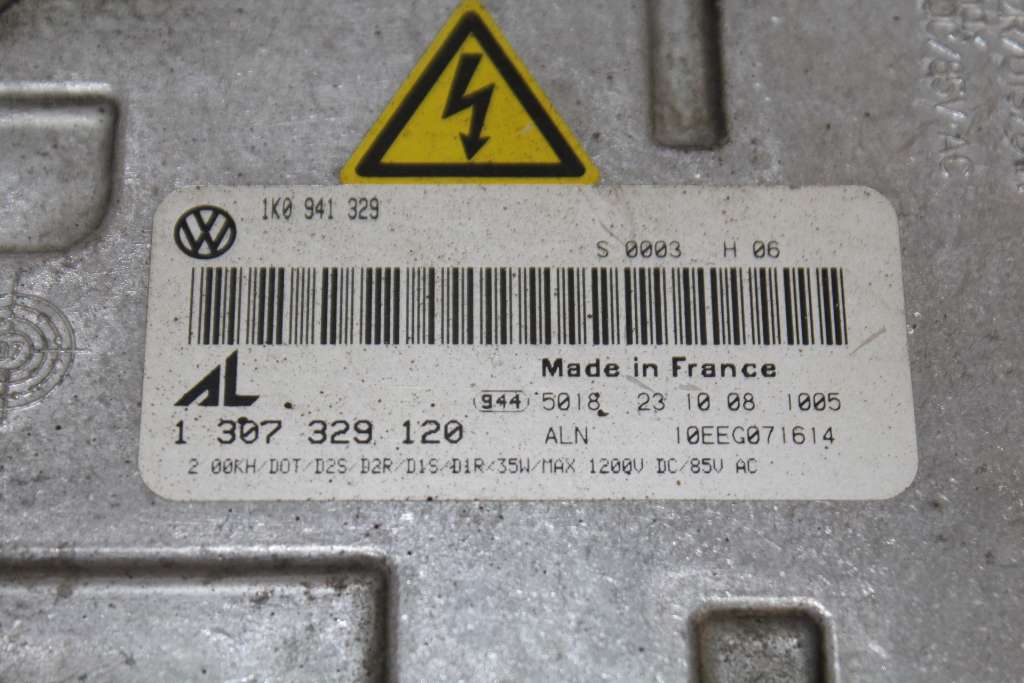 1K0 941 329
S 0003 H 06
AL
Made in France
944 5018 23 10 08 1005
1 307 329 120 ALN 10EEG071614
2 00KH/DOT/D2S/D2R/D1S/D1R/35W/MAX 1200V DC/85V AC